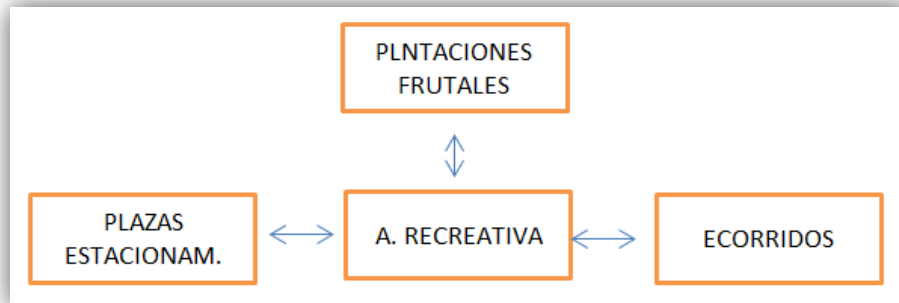 PLNTACIONES
FRUTALES
PLAZAS
ESTACIONAM.
A. RECREATIVA
ECORRIDOS